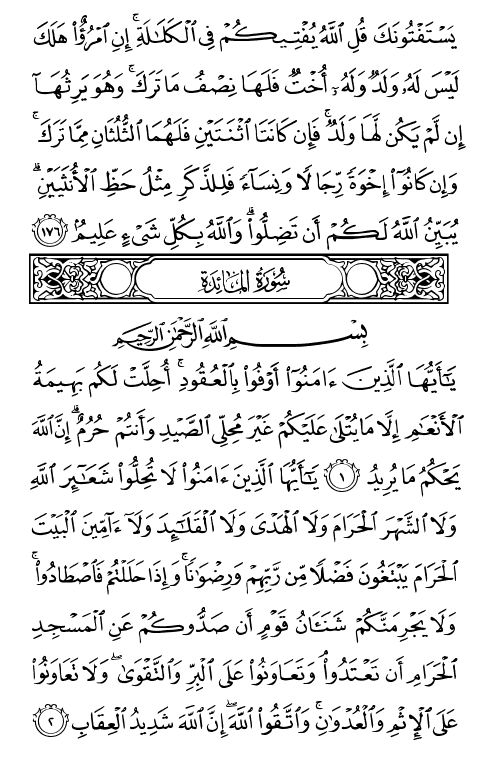 يَسْتَفْتُونَكَ قُلِ ٱللَّهُ يُفْتِيكُمْ فِى ٱلْكَلَـٰلَةِ ۚ إِنِ ٱمْرُؤٌا۟ هَلَكَ
لَيْسَ لَهُۥ وَلَدٌ وَلَهُۥٓ أُخْتٌ فَلَهَا نِصْفُ مَا تَرَكَ ۚ وَهُوَ يَرِثُهَآ
إِن لَّمْ يَكُن لَّهَا وَلَدٌ ۚ فَإِن كَانَتَا ٱثْنَتَيْنِ فَلَهُمَا ٱلثُّلُثَانِ مِمَّا تَرَكَ ۚ
وَإِن كَانُوٓا۟ إِخْوَةً رِّجَالًا وَنِسَآءً فَلِلذَّكَرِ مِثْلُ حَظِّ ٱلْأُنثَيَيْنِ ۗ
يُبَيِّنُ ٱللَّهُ لَكُمْ أَن تَضِلُّوا۟ ۗ وَٱللَّهُ بِكُلِّ شَىْءٍ عَلِيمٌۢ ١٧٦
سُورَةُ المَائِدَةِ
بِسْمِ ٱللَّهِ ٱلرَّحْمَـٰنِ ٱلرَّحِيمِ
يَـٰٓأَيُّهَا ٱلَّذِينَ ءَامَنُوٓا۟ أَوْفُوا۟ بِٱلْعُقُودِ ۚ أُحِلَّتْ لَكُم بَهِيمَةُ
ٱلْأَنْعَـٰمِ إِلَّا مَا يُتْلَىٰ عَلَيْكُمْ غَيْرَ مُحِلِّى ٱلصَّيْدِ وَأَنتُمْ حُرُمٌ ۗ إِنَّ ٱللَّهَ
يَحْكُمُ مَا يُرِيدُ ١ يَـٰٓأَيُّهَا ٱلَّذِينَ ءَامَنُوا۟ لَا تُحِلُّوا۟ شَعَـٰٓئِرَ ٱللَّهِ
وَلَا ٱلشَّهْرَ ٱلْحَرَامَ وَلَا ٱلْهَدْىَ وَلَا ٱلْقَلَـٰٓئِدَ وَلَآ ءَآمِّينَ ٱلْبَيْتَ
ٱلْحَرَامَ يَبْتَغُونَ فَضْلًا مِّن رَّبِّهِمْ وَرِضْوَٰنًا ۚ وَإِذَا حَلَلْتُمْ فَٱصْطَادُوا۟ ۚ
وَلَا يَجْرِمَنَّكُمْ شَنَـَٔانُ قَوْمٍ أَن صَدُّوكُمْ عَنِ ٱلْمَسْجِدِ
ٱلْحَرَامِ أَن تَعْتَدُوا۟ ۘ وَتَعَاوَنُوا۟ عَلَى ٱلْبِرِّ وَٱلتَّقْوَىٰ ۖ وَلَا تَعَاوَنُوا۟
عَلَى ٱلْإِثْمِ وَٱلْعُدْوَٰنِ ۚ وَٱتَّقُوا۟ ٱللَّهَ ۖ إِنَّ ٱللَّهَ شَدِيدُ ٱلْعِقَابِ ٢